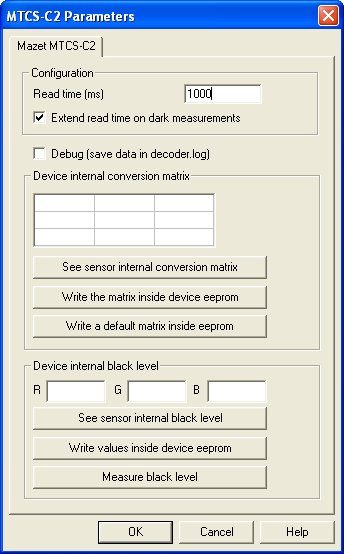 MTCS-C2 Parameters
Mazet MTCS-C2
Configuration
Read time (ms) 1000
Extend read time on dark measurements
Debug (save data in decoder.log)
Device internal conversion matrix
See sensor internal conversion matrix
Write the matrix inside device eeprom
Write a default matrix inside eeprom
Device internal black level
R G B
See sensor internal black level
Write values inside device eeprom
Measure black level
OK Cancel Help